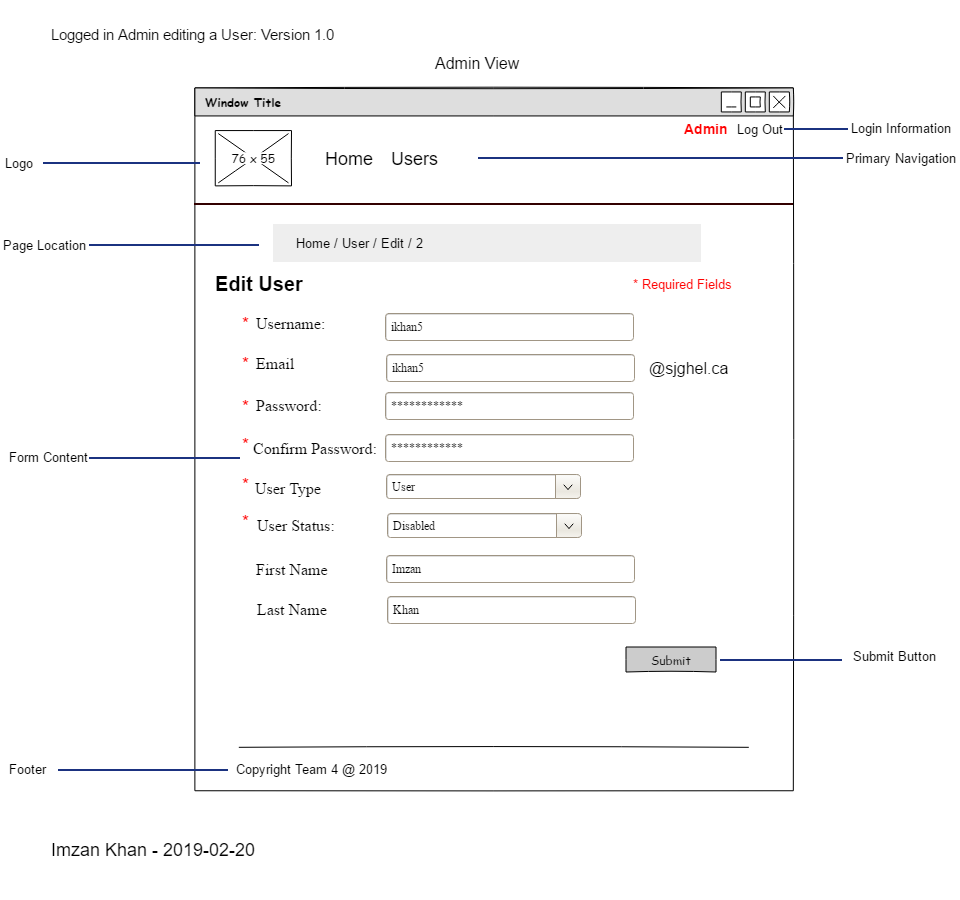 Logged in Admin editing a User: Version 1.0
Admin View
Window Title
Admin Log Out
Login Information
Logo
76 x 55
Home Users
Primary Navigation
Page Location
Home / User / Edit / 2
Edit User
* Required Fields
* Username:
ikhan5
* Email
ikhan5
@sjghel.ca
* Password:
************
* Confirm Password:
************
Form Content
* User Type
User
* User Status:
Disabled
First Name
Imzan
Last Name
Khan
Submit
Submit Button
Footer
Copyright Team 4 @ 2019
Imzan Khan - 2019-02-20